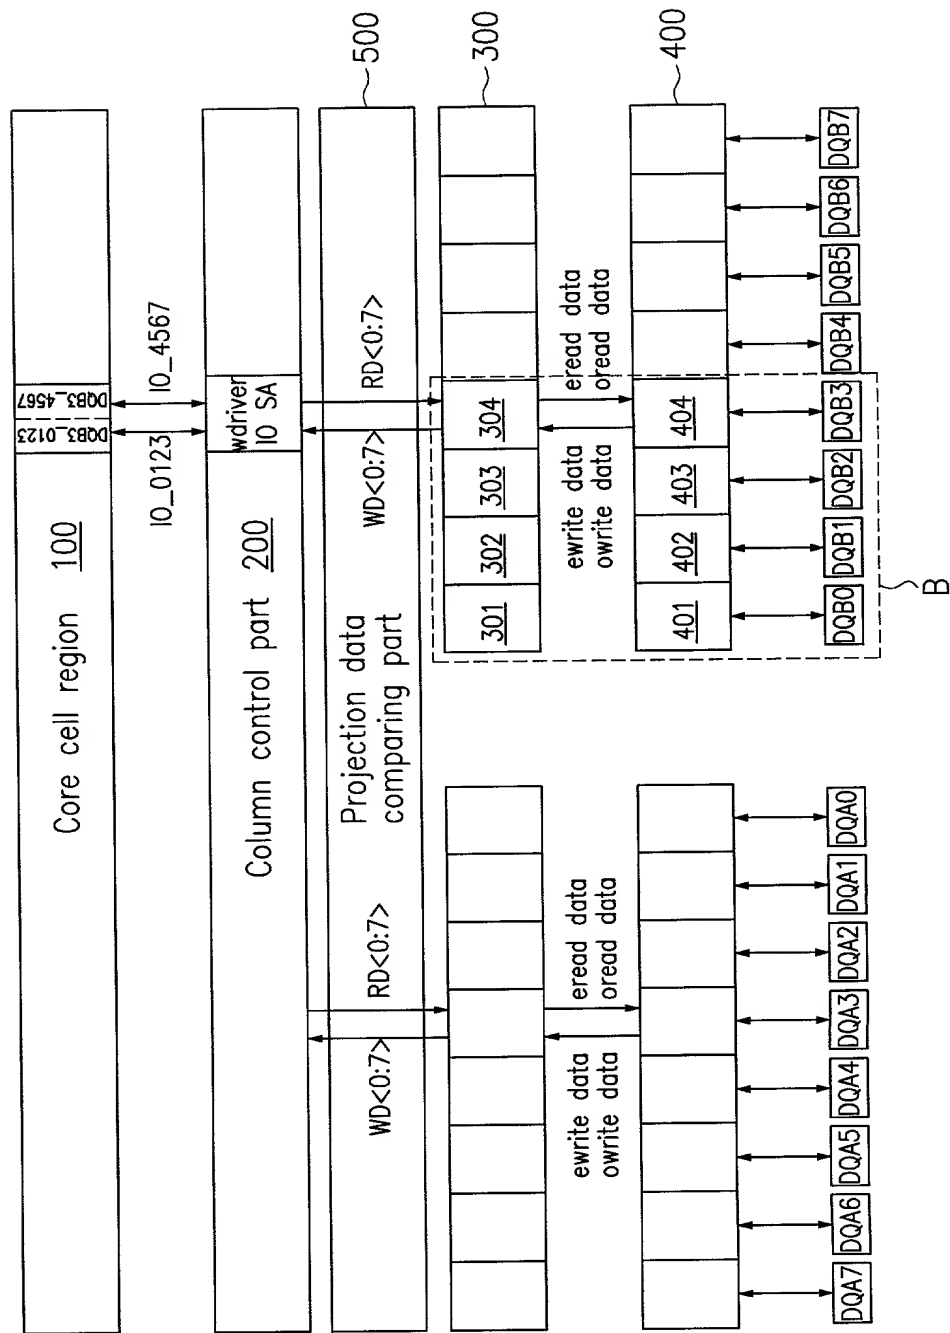 Core cell region 100
DQB3_0123
DQB3_4567
IO_0123
IO_4567
Column control part 200
wdriver
IO SA
WD<0:7>
RD<0:7>
WD<0:7>
RD<0:7>
Projection data
comparing part
500
301
302
303
304
300
ewrite data
owrite data
eread data
oread data
ewrite data
owrite data
eread data
oread data
401
402
403
404
400
DQA7
DQA6
DQA5
DQA4
DQA3
DQA2
DQA1
DQA0
DQB0
DQB1
DQB2
DQB3
DQB4
DQB5
DQB6
DQB7
B